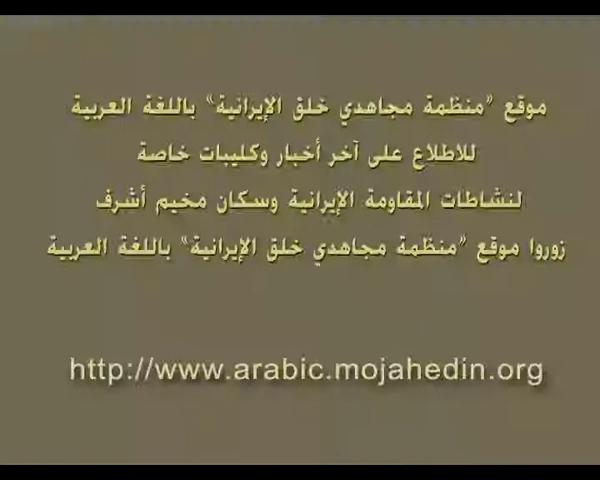 موقع "منظمة مجاهدي خلق الإيرانية" باللغة العربية
للاطلاع على آخر أخبار وكليبات خاصة
لنشاطات المقاومة الإيرانية وسكان مخيم أشرف
زوروا موقع "منظمة مجاهدي خلق الإيرانية" باللغة العربية
http://www.arabic.mojahedin.org